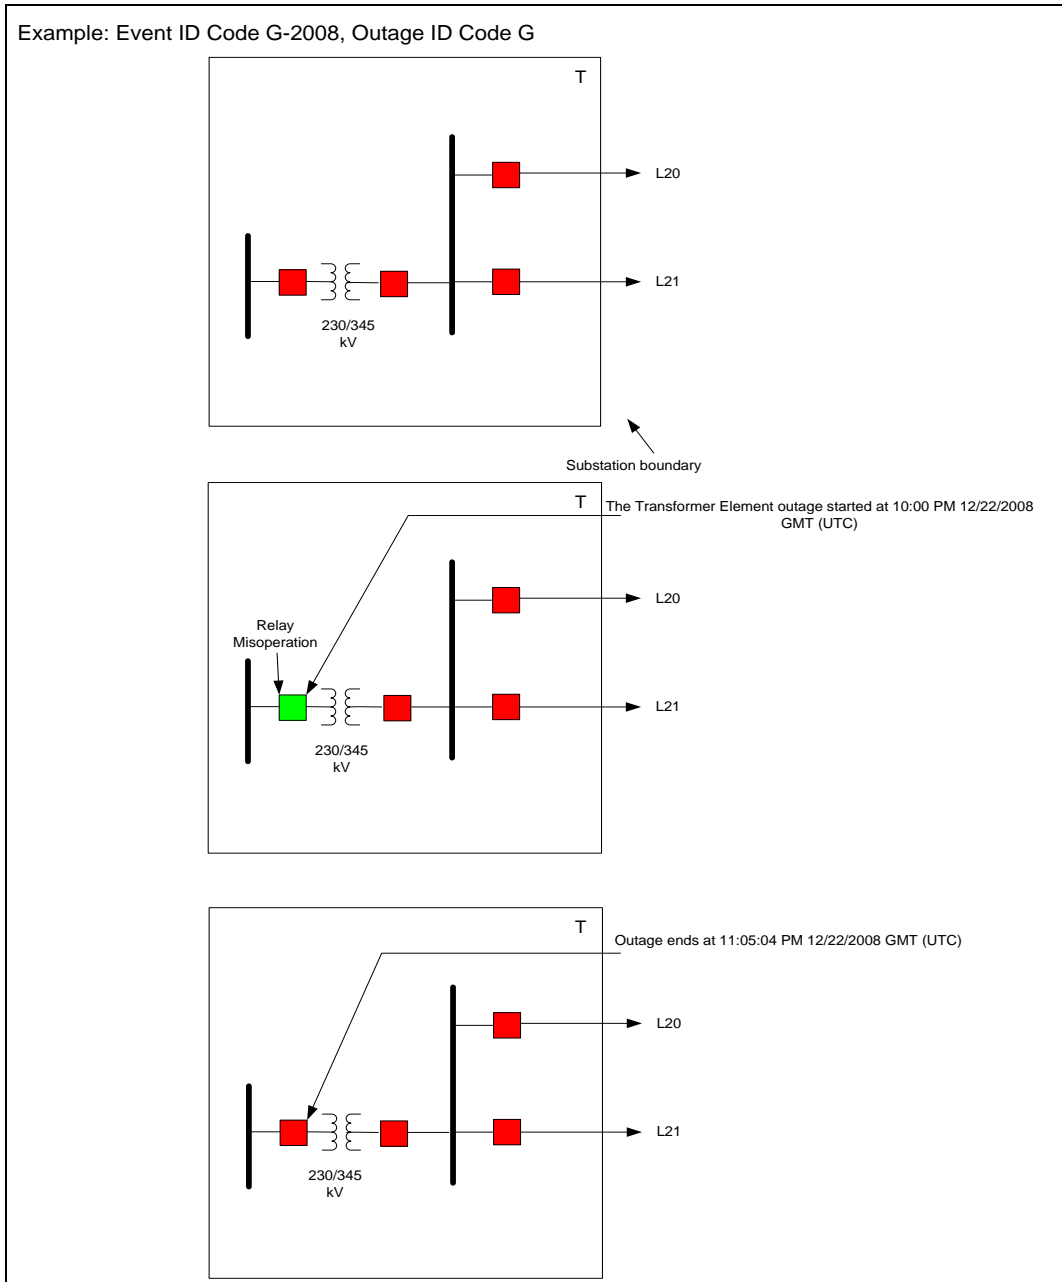 Example: Event ID Code G-2008, Outage ID Code G
T
L20
L21
230/345
kV
Substation boundary
T
The Transformer Element outage started at 10:00 PM 12/22/2008
GMT (UTC)
L20
Relay
Misoperation
L21
230/345
kV
T
Outage ends at 11:05:04 PM 12/22/2008 GMT (UTC)
L20
L21
230/345
kV